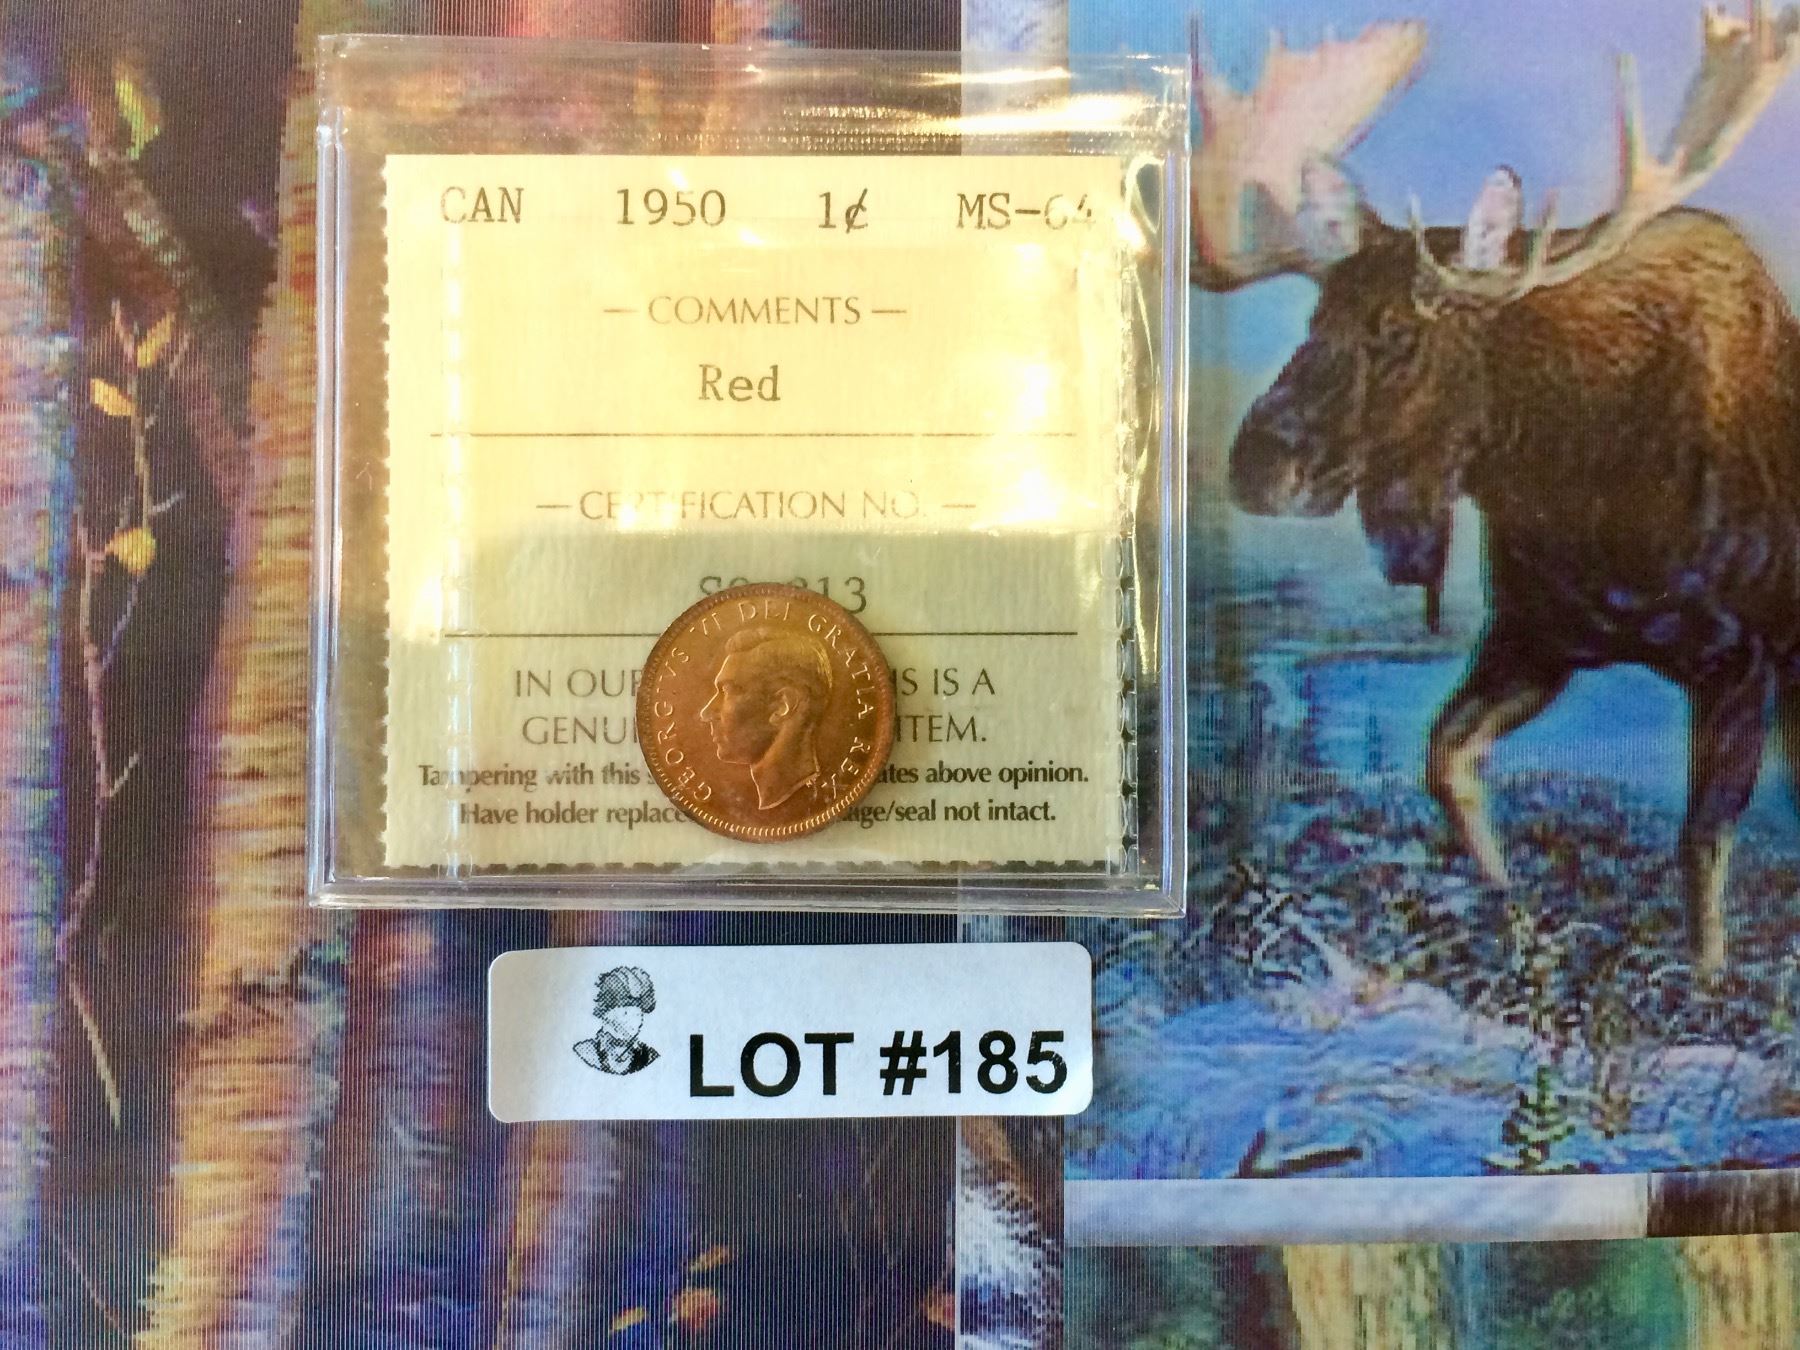 CAN 1950 1¢ MS-64
— COMMENTS —
Red
— CERTIFICATION NO. —
IN OUR IS IS A
GENUI ITEM.
Tampering with this s ates above opinion.
Have holder replace age/seal not intact.
GEORGIVS VI DEI GRATIA REX
LOT #185